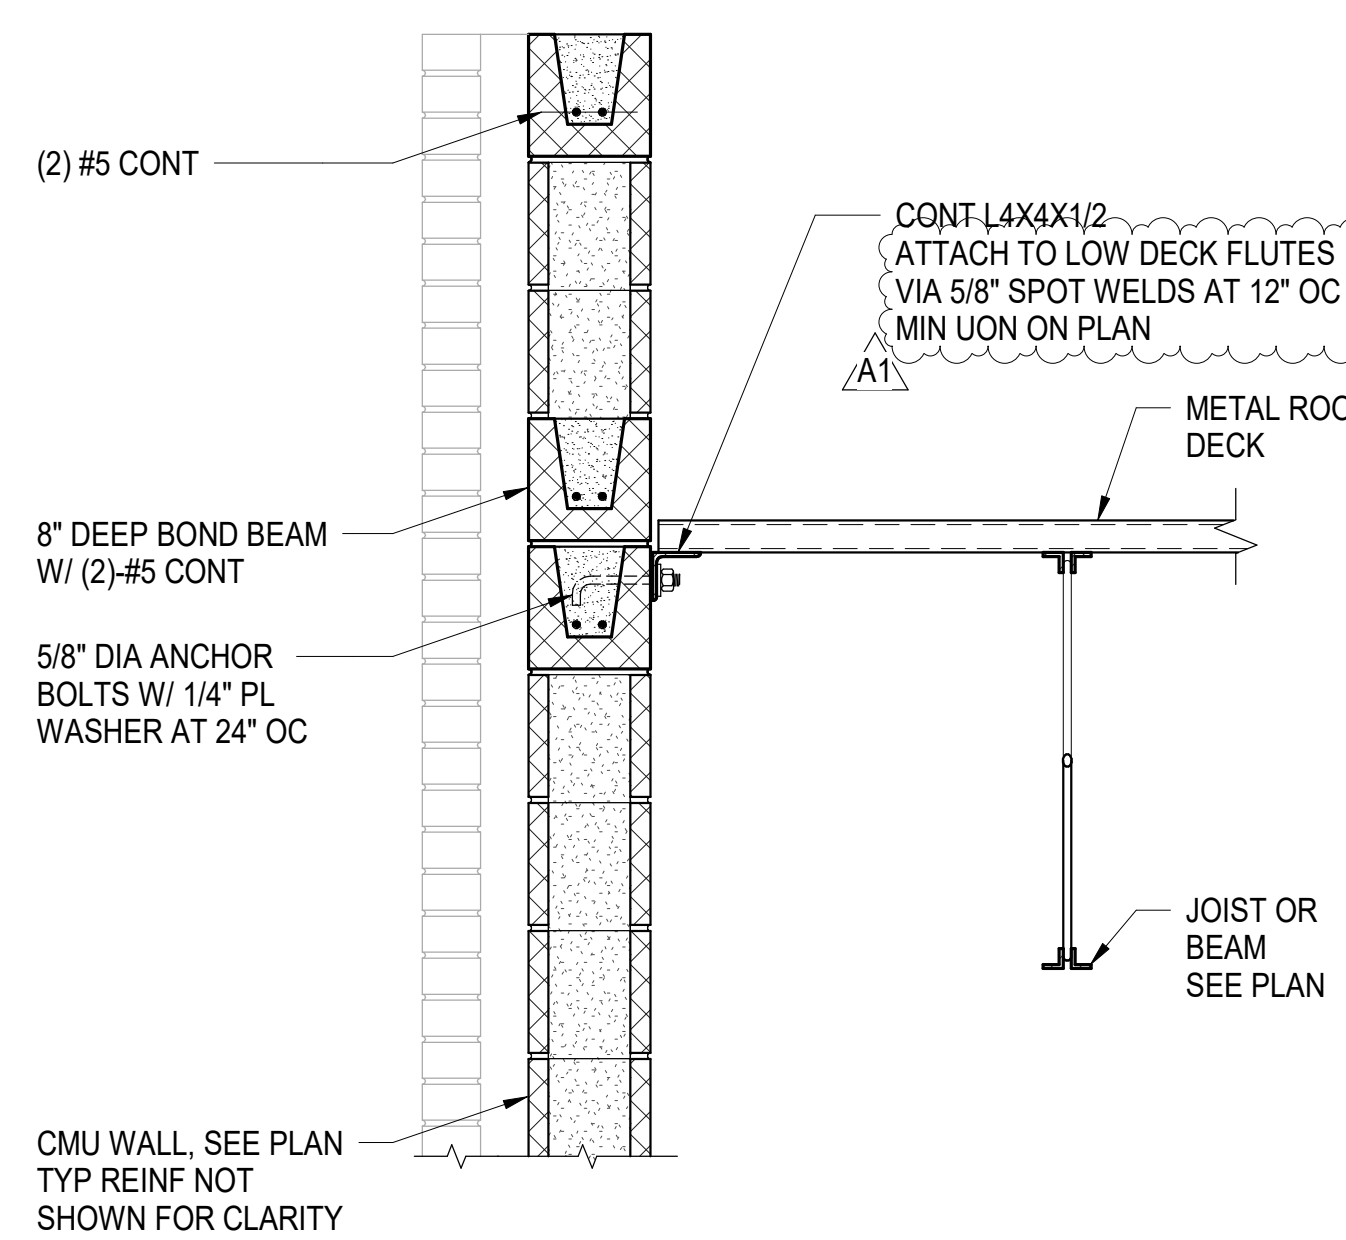 (2) #5 CONT
CONT L4X4X1/2
ATTACH TO LOW DECK FLUTES
VIA 5/8" SPOT WELDS AT 12" OC
MIN UON ON PLAN
A1
METAL
DECK
8" DEEP BOND BEAM
W/ (2)-#5 CONT
5/8" DIA ANCHOR
BOLTS W/ 1/4" PL
WASHER AT 24" OC
JOIST OR
BEAM
SEE PLAN
CMU WALL, SEE PLAN
TYP REINF NOT
SHOWN FOR CLARITY